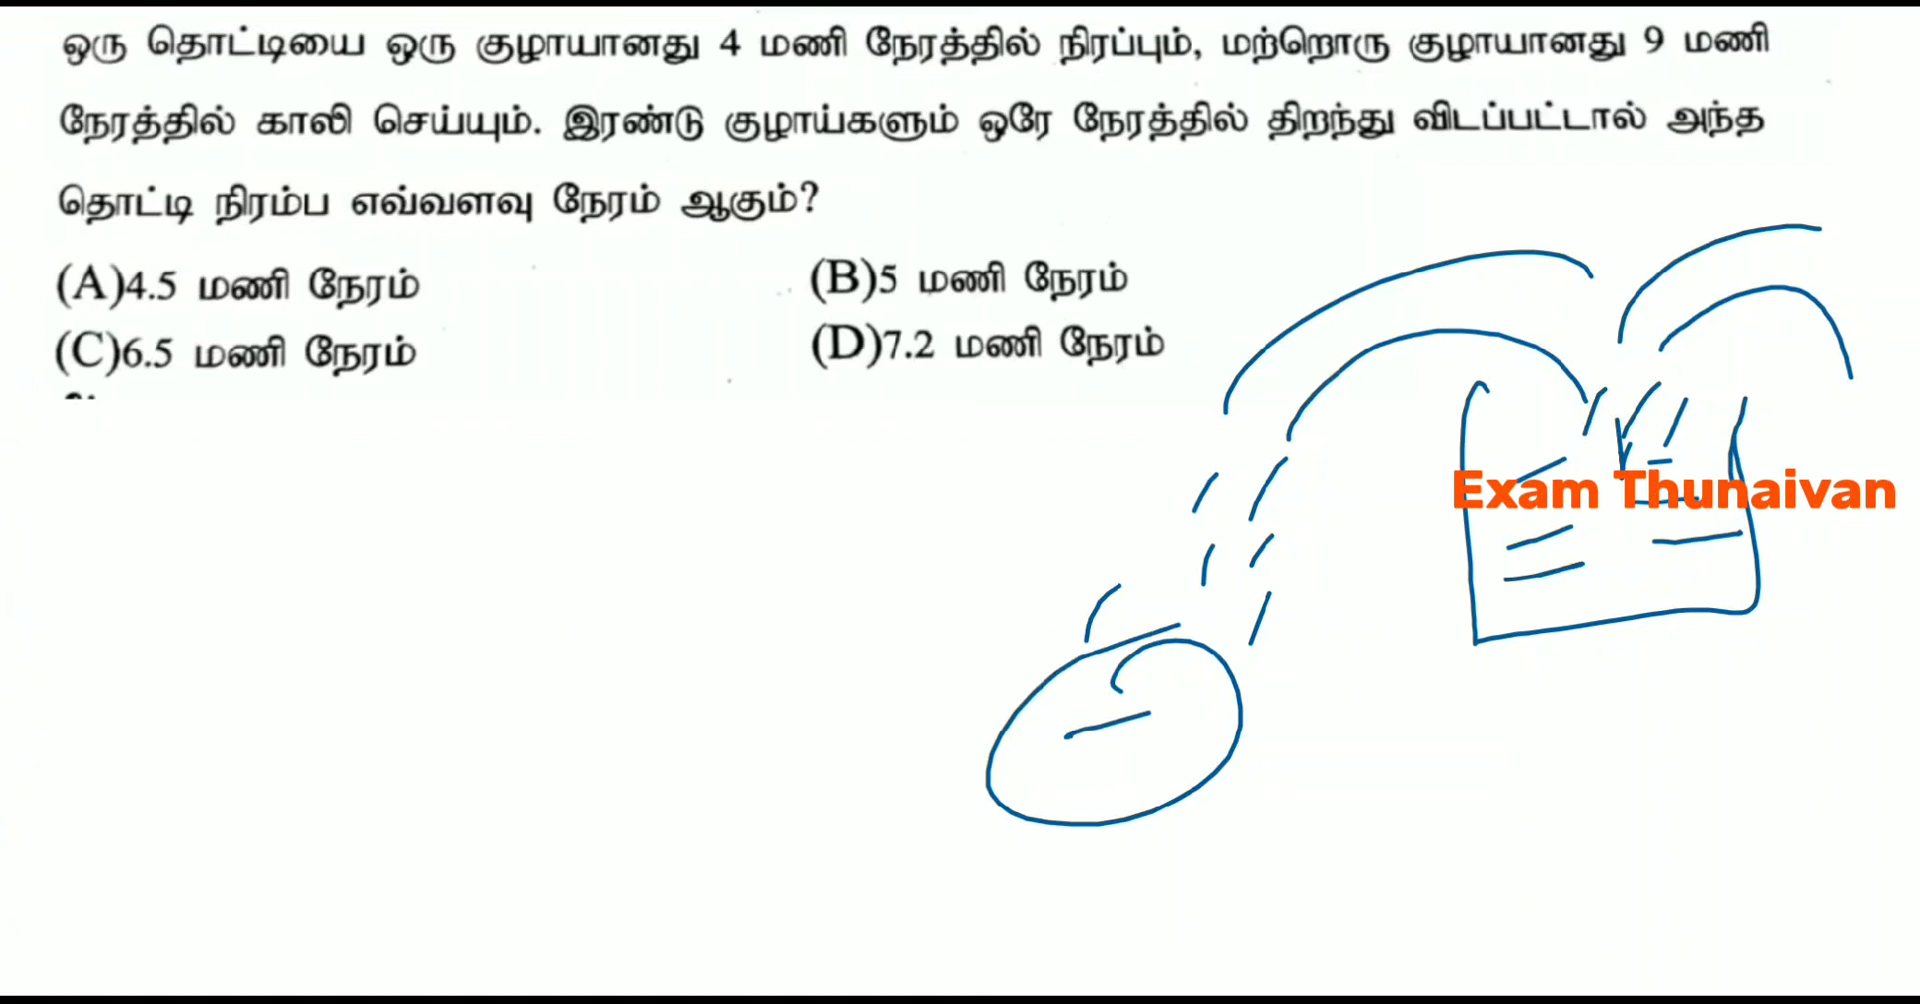 ஒரு தொட்டியை ஒரு குழாயானது 4 மணி நேரத்தில் நிரப்பும், மற்றொரு குழாயானது 9 மணி
நேரத்தில் காலி செய்யும். இரண்டு குழாய்களும் ஒரே நேரத்தில் திறந்து விடப்பட்டால் அந்த
தொட்டி நிரம்ப எவ்வளவு நேரம் ஆகும்?
(A)4.5 மணி நேரம் (B)5 மணி நேரம்
(C)6.5 மணி நேரம் (D)7.2 மணி நேரம்
Exam Thunaivan